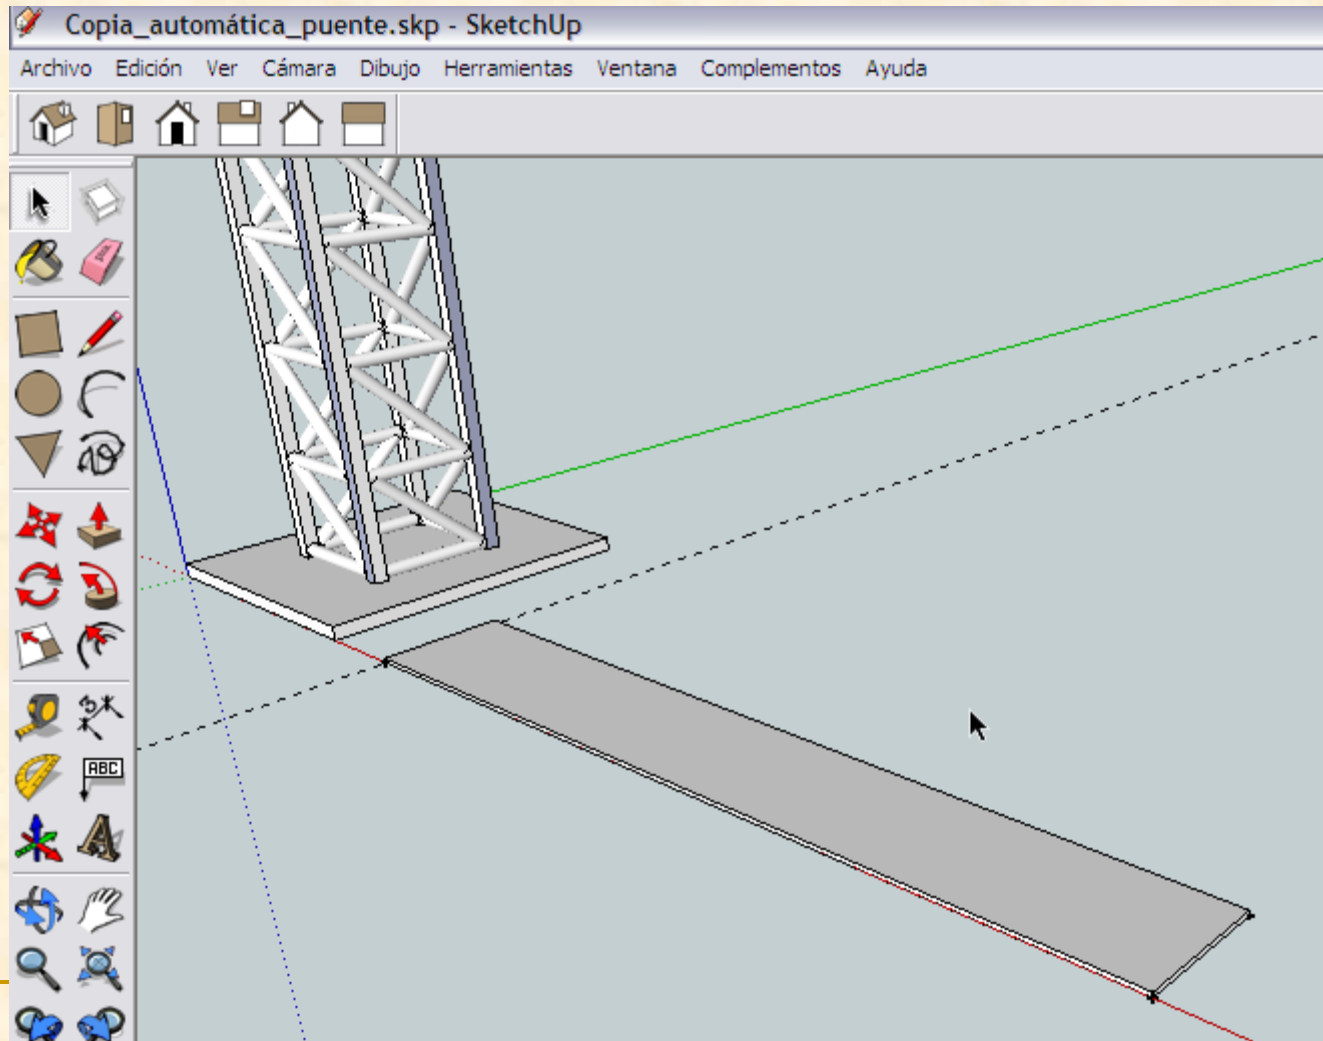 Copia_automática_puente.skp - SketchUp
Archivo Edición Ver Cámara Dibujo Herramientas Ventana Complementos Ayuda
ABC
A